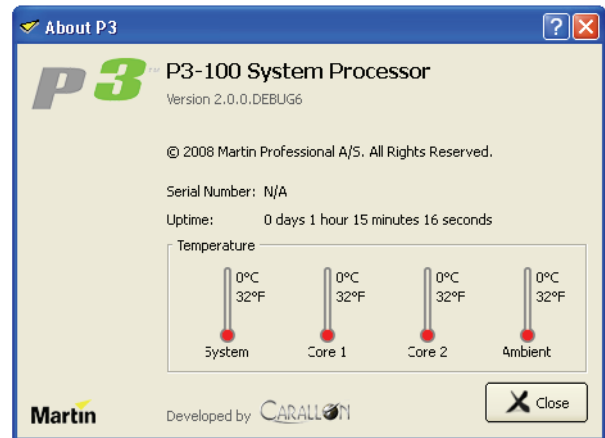 About P3
P3™ P3-100 System Processor
Version 2.0.0.DEBUG6
© 2008 Martin Professional A/S. All Rights Reserved.
Serial Number: N/A
Uptime: 0 days 1 hour 15 minutes 16 seconds
Temperature
0°C 0°C 0°C 0°C
32°F 32°F 32°F 32°F
System Core 1 Core 2 Ambient
Martin Developed by CARALLON Close